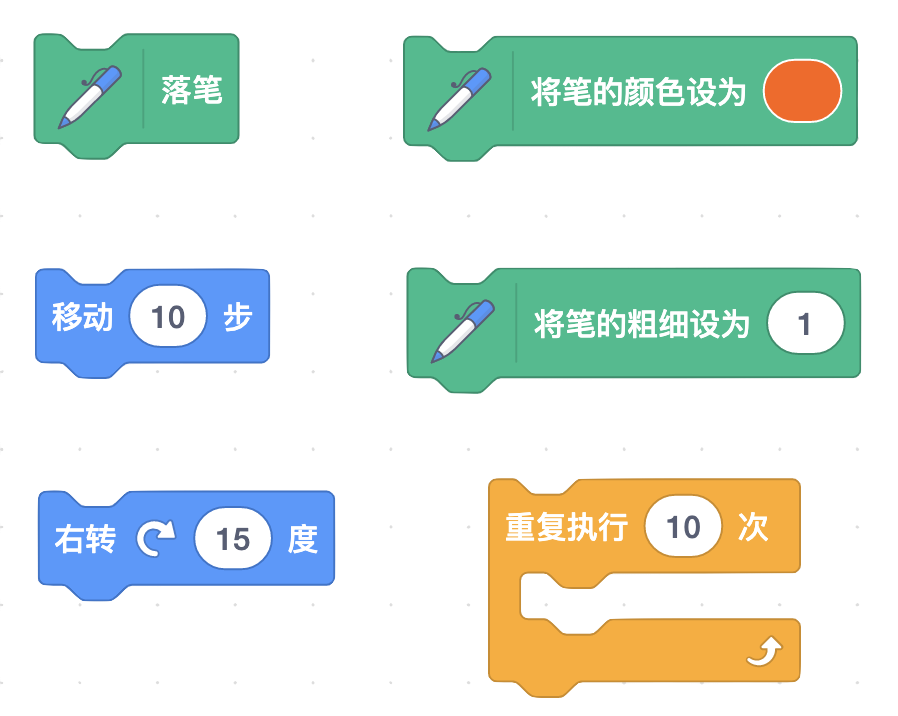 落笔
将笔的颜色设为
移动 10 步
将笔的粗细设为 1
右转 15 度
重复执行 10 次